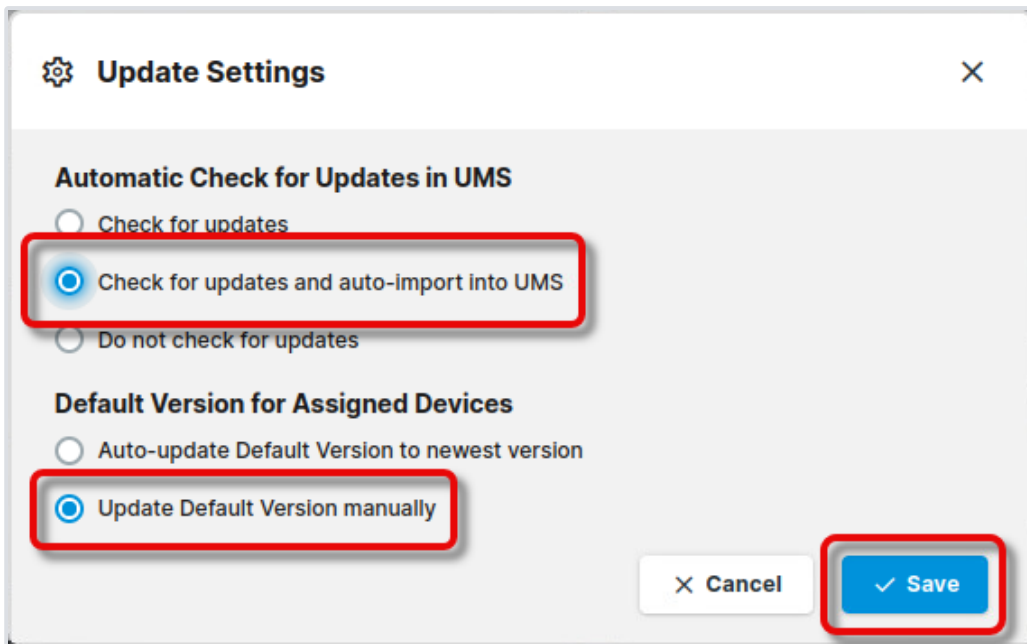 Update Settings
Automatic Check for Updates in UMS
Check for updates
Check for updates and auto-import into UMS
Do not check for updates
Default Version for Assigned Devices
Auto-update Default Version to newest version
Update Default Version manually
Cancel
Save